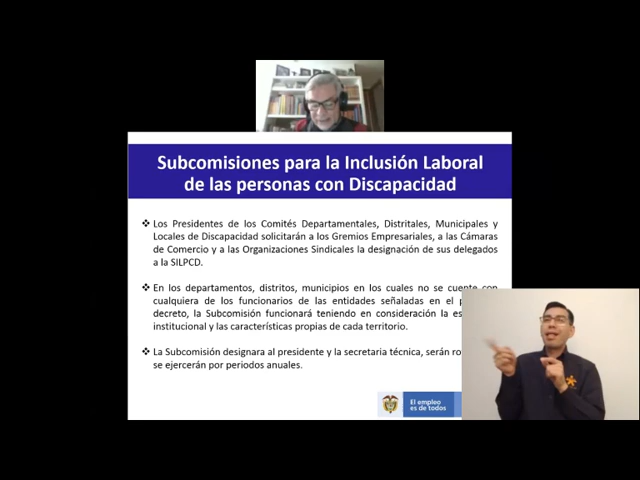 Subcomisiones para la Inclusión Laboral
de las personas con Discapacidad
❖ Los Presidentes de los Comités Departamentales, Distritales, Municipales y
Locales de Discapacidad solicitarán a los Gremios Empresariales, a las Cámaras
de Comercio y a las Organizaciones Sindicales la designación de sus delegados
a la SILPCD.
❖ En los departamentos, distritos, municipios en los cuales no se cuente con
cualquiera de los funcionarios de las entidades señaladas en el
decreto, la Subcomisión funcionará teniendo en consideración la
institucional y las características propias de cada territorio.
❖ La Subcomisión designara al presidente y la secretaria técnica, serán
se ejercerán por periodos anuales.
El empleo
es de todos